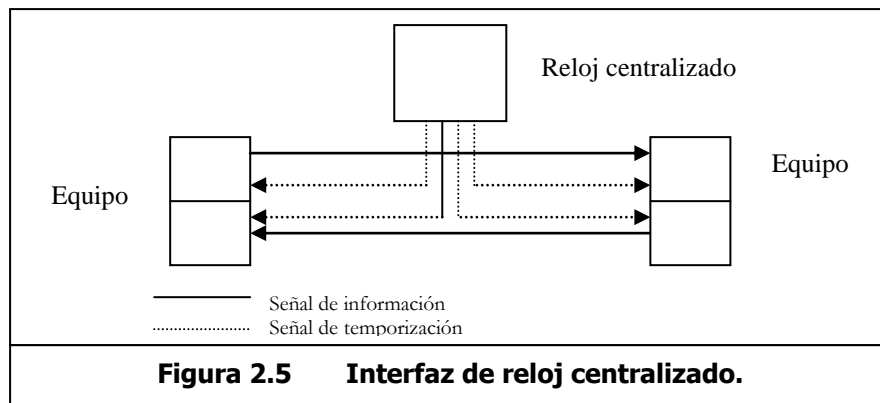 Reloj centralizado
Equipo
Equipo
Señal de información
Señal de temporización
Figura 2.5 Interfaz de reloj centralizado.